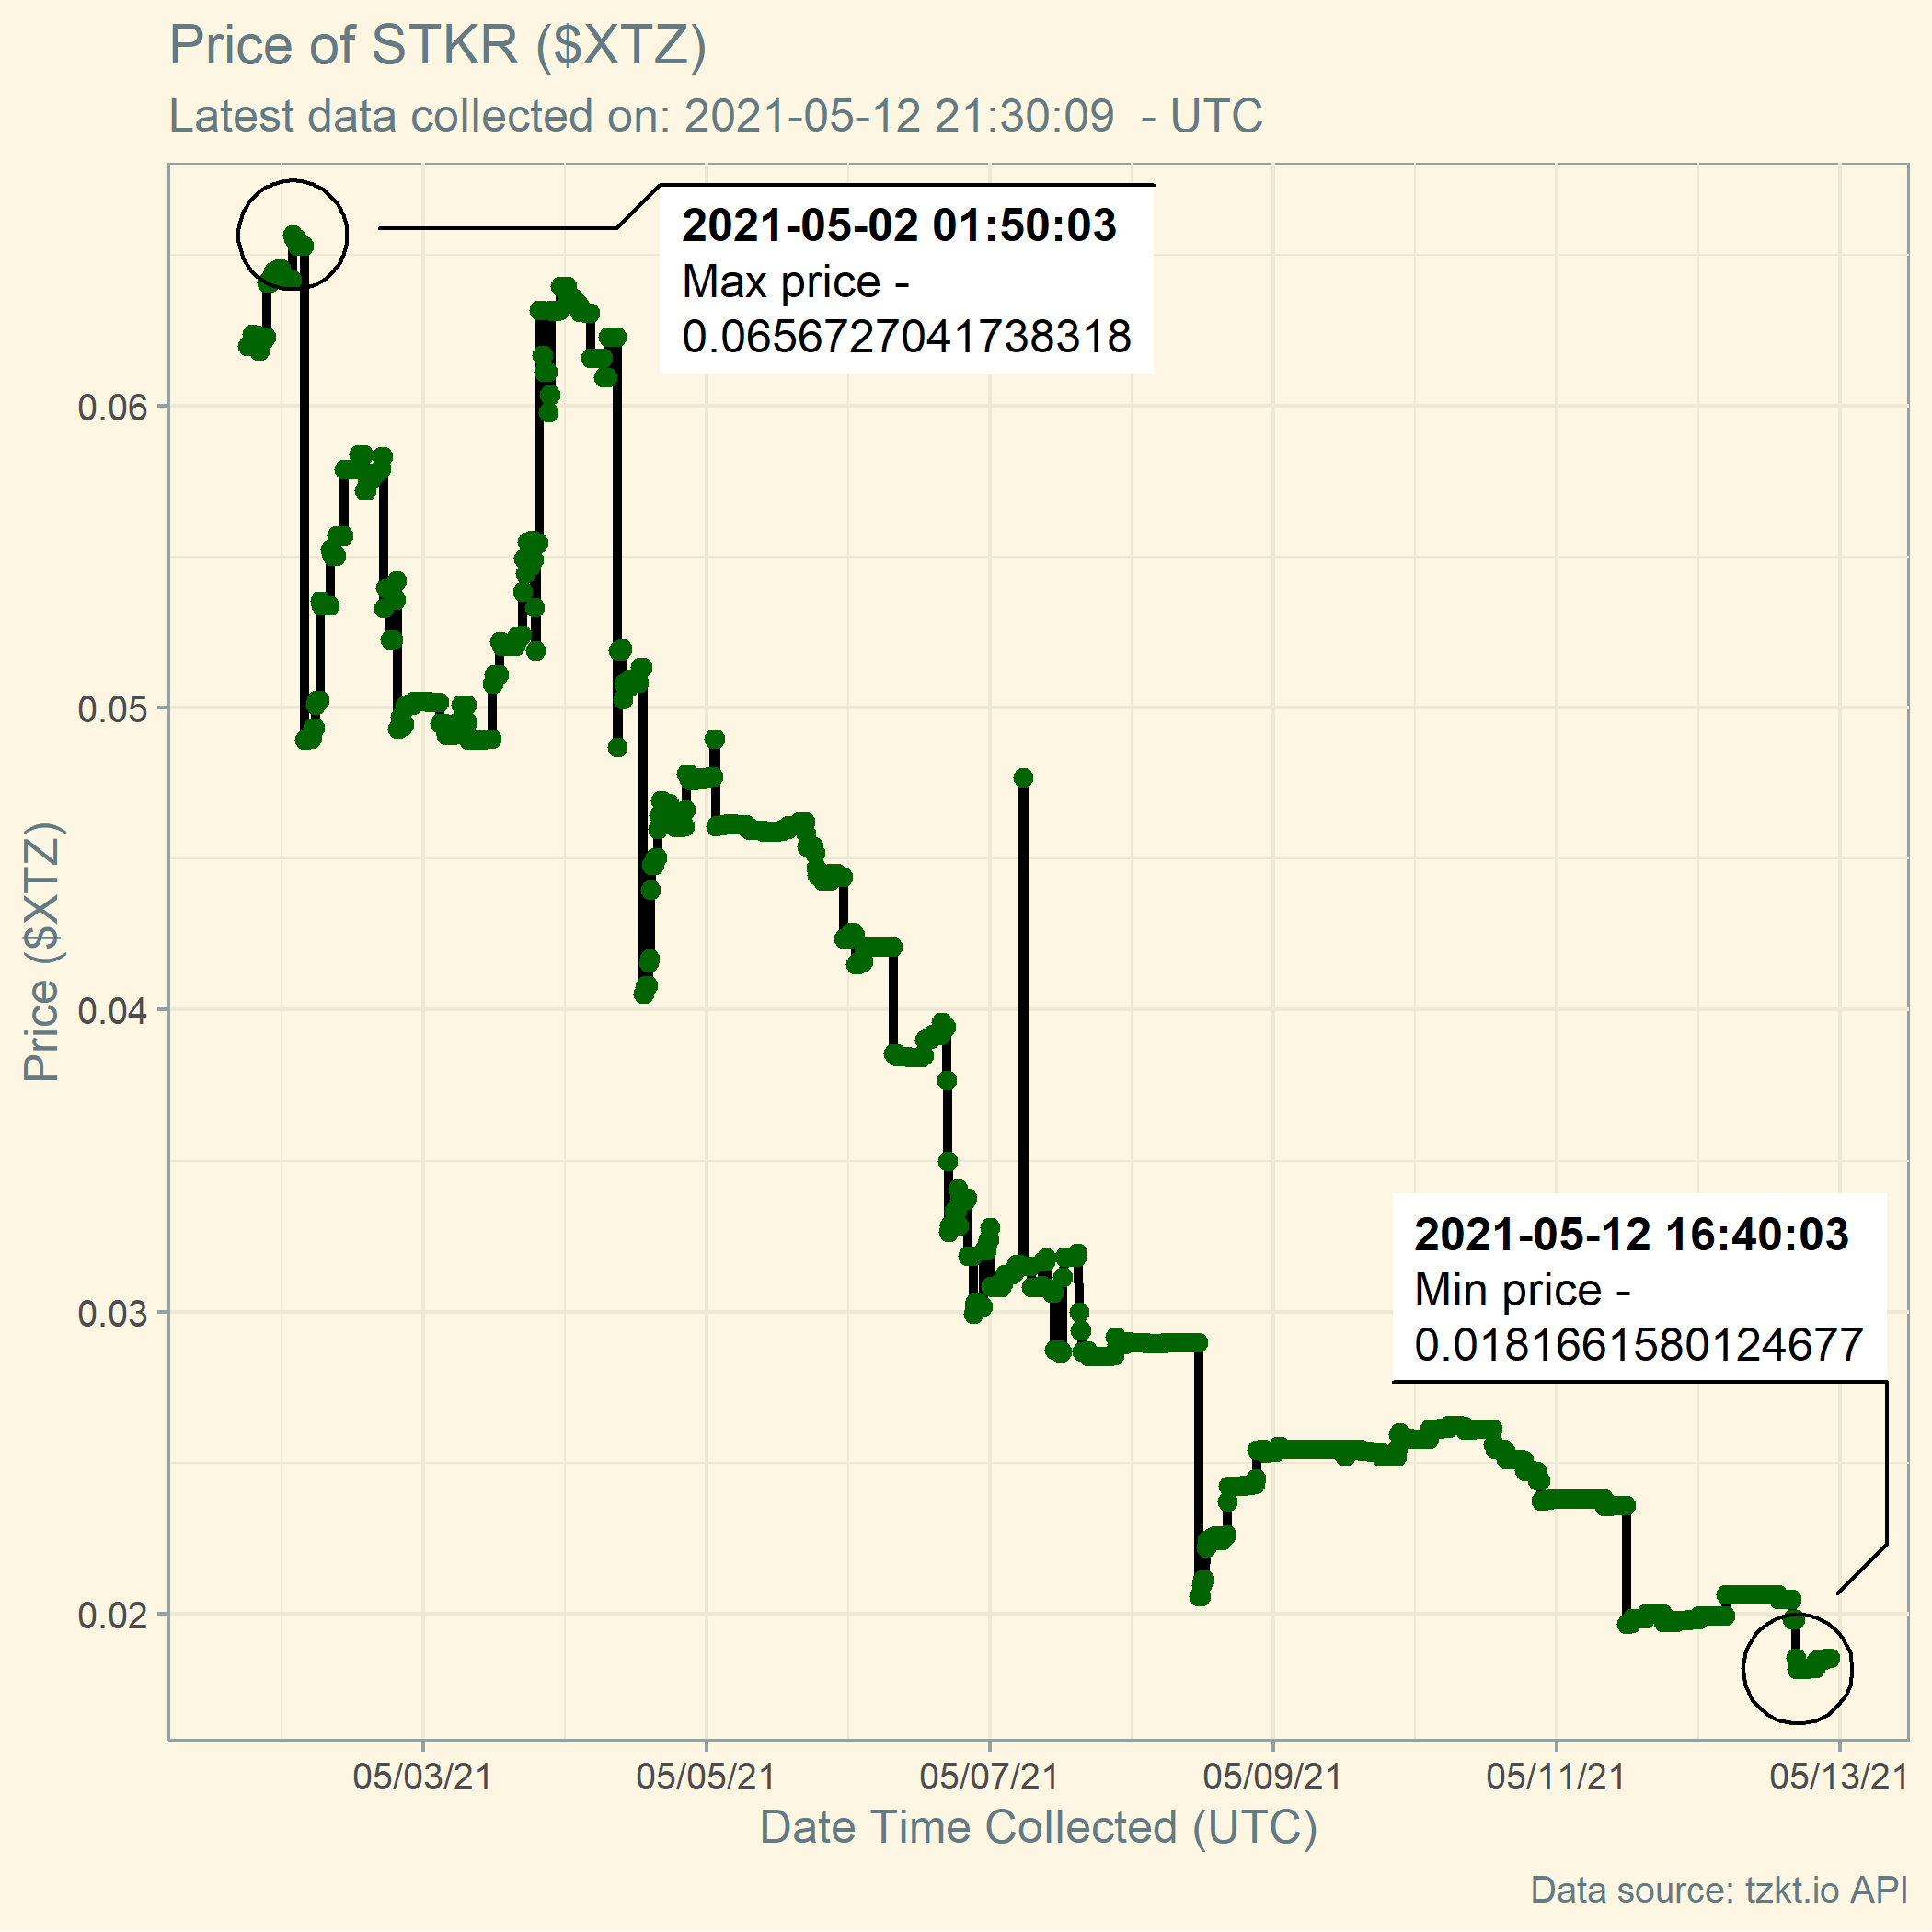 Price of STKR ($XTZ)
Latest data collected on: 2021-05-12 21:30:09  - UTC
2021-05-02 01:50:03
Max price -
0.0656727041738318
0.06
0.05
0.04
0.03
0.02
Price ($XTZ)
2021-05-12 16:40:03
Min price -
0.0181661580124677
05/03/21
05/05/21
05/07/21
05/09/21
05/11/21
05/13/21
Date Time Collected (UTC)
Data source: tzkt.io API